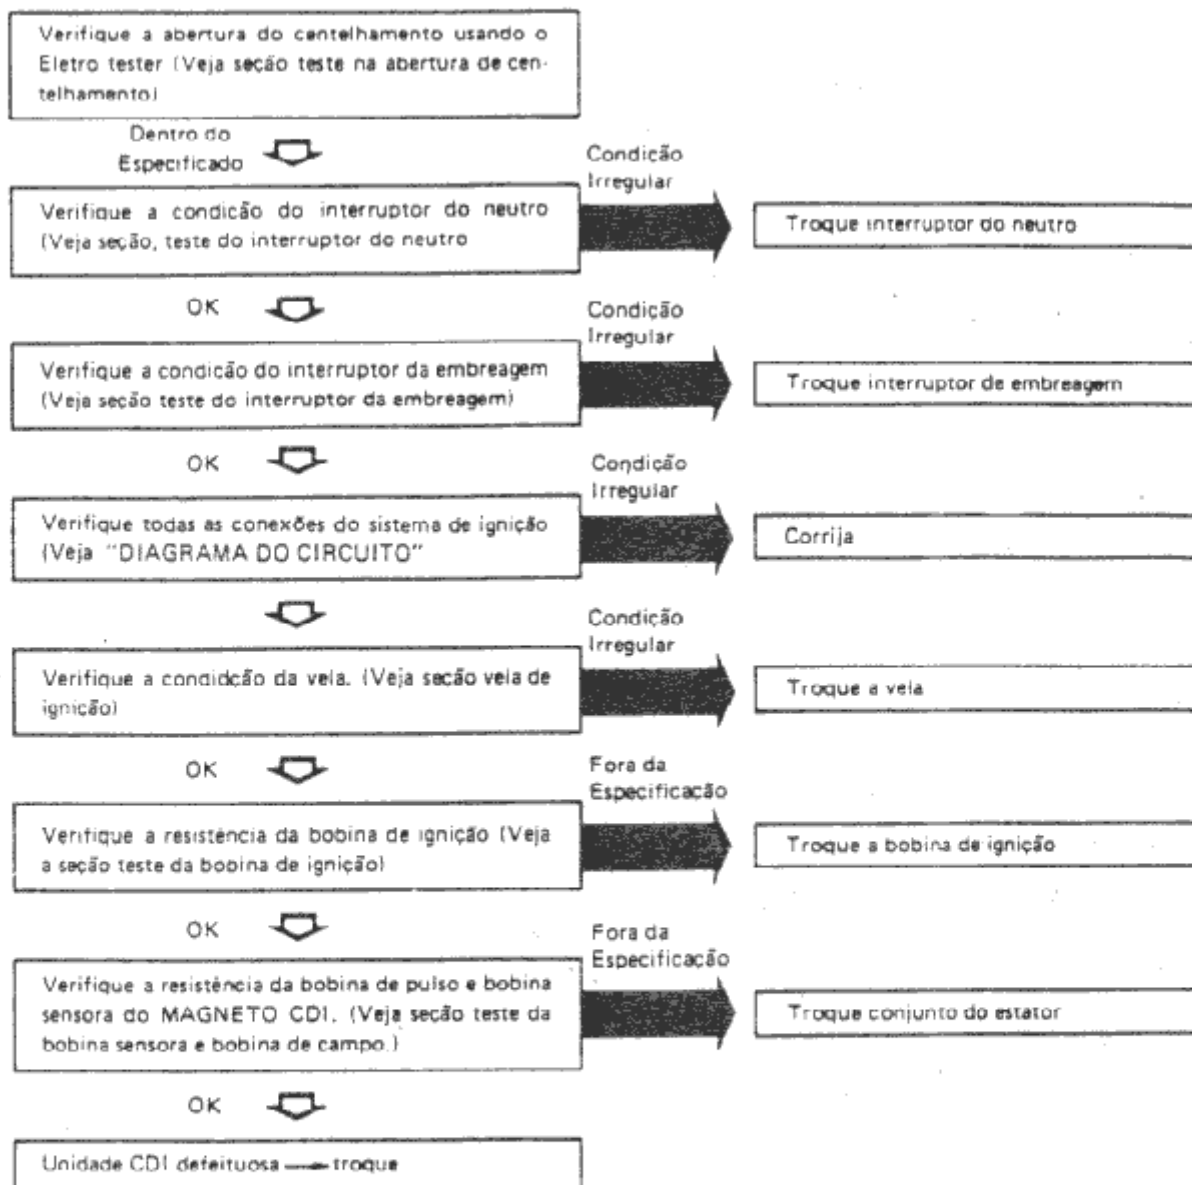 Verifique a abertura do centelhamento usando o
Eletro tester (Veja seção teste na abertura de cen-
telhamento)
Dentro do
Especificado
Condição
Irregular
Verifique a condição do interruptor do neutro
(Veja seção, teste do interruptor do neutro
Troque interruptor do neutro
OK
Condição
Irregular
Verifique a condição do interruptor da embreagem
(Veja seção teste do interruptor da embreagem)
Troque interruptor de embreagem
OK
Condição
Irregular
Verifique todas as conexões do sistema de ignição
(Veja "DIAGRAMA DO CIRCUITO"
Corrija
Condição
Irregular
Verifique a condidção da vela. (Veja seção vela de
ignição)
Troque a vela
OK
Fora da
Especificação
Verifique a resistência da bobina de ignição (Veja
a seção teste da bobina de ignição)
Troque a bobina de ignição
OK
Fora da
Especificação
Verifique a resistência da bobina de pulso e bobina
sensora do MAGNETO CDI. (Veja seção teste da
bobina sensora e bobina de campo.)
Troque conjunto do estator
OK
Unidade CDI defeituosa → troque